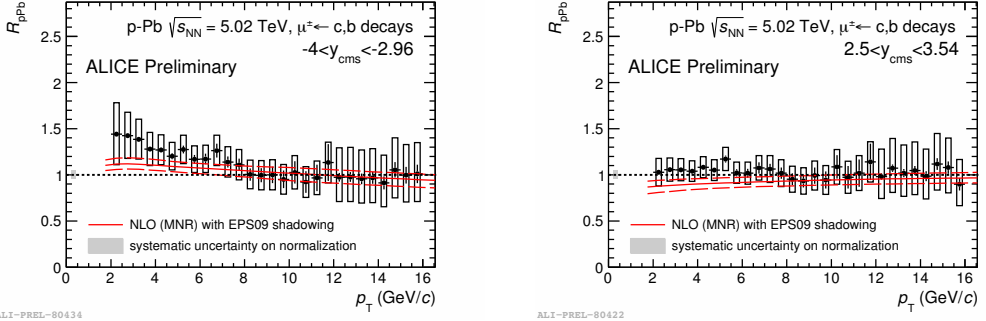 R_pPb
p-Pb √s_NN = 5.02 TeV, μ^± ← c,b decays
-4<y_cms<-2.96
ALICE Preliminary
2.5
2
1.5
1
0.5
0
NLO (MNR) with EPS09 shadowing
systematic uncertainty on normalization
0 2 4 6 8 10 12 14 16
p_T (GeV/c)
ALI-PREL-80434
R_pPb
p-Pb √s_NN = 5.02 TeV, μ^± ← c,b decays
2.5<y_cms<3.54
ALICE Preliminary
2.5
2
1.5
1
0.5
0
NLO (MNR) with EPS09 shadowing
systematic uncertainty on normalization
0 2 4 6 8 10 12 14 16
p_T (GeV/c)
ALI-PREL-80422